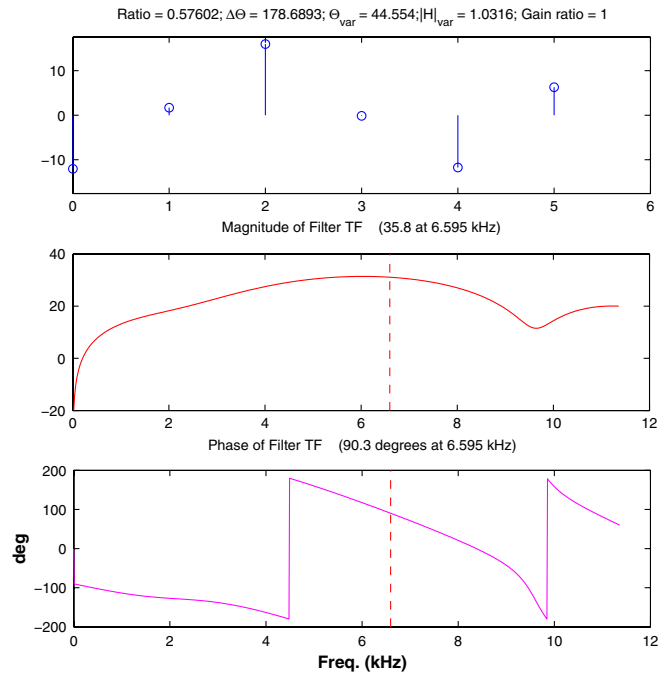 Ratio = 0.57602; ΔΘ = 178.6893; Θvar = 44.554;|H|var = 1.0316; Gain ratio = 1
10
0
−10
0 1 2 3 4 5 6
Magnitude of Filter TF (35.8 at 6.595 kHz)
40
20
0
−20
0 2 4 6 8 10 12
Phase of Filter TF (90.3 degrees at 6.595 kHz)
200
100
0
−100
−200
deg
0 2 4 6 8 10 12
Freq. (kHz)